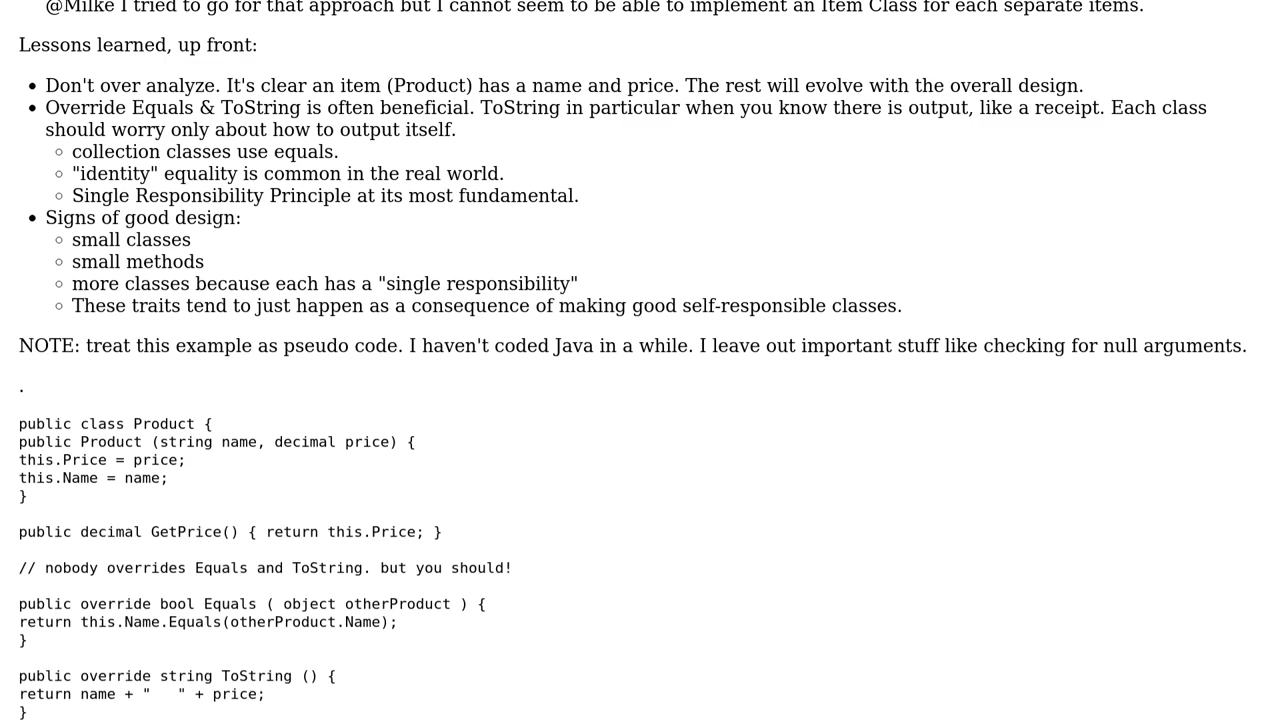 @Milke I tried to go for that approach but I cannot seem to be able to implement an Item Class for each separate items.
Lessons learned, up front:
• Don't over analyze. It's clear an item (Product) has a name and price. The rest will evolve with the overall design.
• Override Equals & ToString is often beneficial. ToString in particular when you know there is output, like a receipt. Each class
should worry only about how to output itself.
◦ collection classes use equals.
◦ "identity" equality is common in the real world.
◦ Single Responsibility Principle at its most fundamental.
• Signs of good design:
◦ small classes
◦ small methods
◦ more classes because each has a "single responsibility"
◦ These traits tend to just happen as a consequence of making good self-responsible classes.
NOTE: treat this example as pseudo code. I haven't coded Java in a while. I leave out important stuff like checking for null arguments.
.
public class Product {
public Product (string name, decimal price) {
this.Price = price;
this.Name = name;
}
public decimal GetPrice() { return this.Price; }
// nobody overrides Equals and ToString. but you should!
public override bool Equals ( object otherProduct ) {
return this.Name.Equals(otherProduct.Name);
}
public override string ToString () {
return name + "   " + price;
}